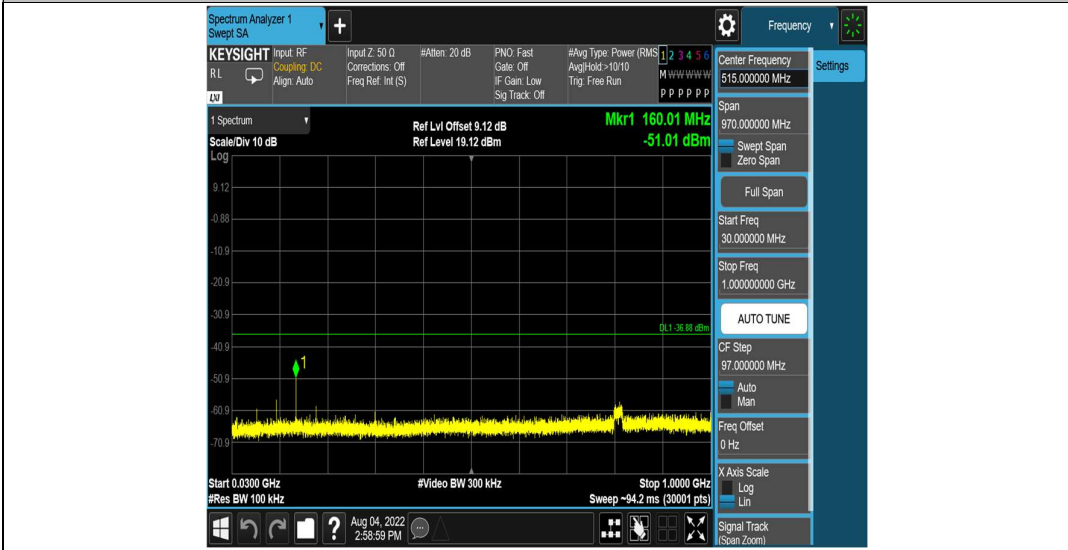 Spectrum Analyzer 1
Swept SA
Frequency
KEYSIGHT
RL
LXI
Input: RF
Coupling: DC
Align: Auto
Input Z: 50 Ω
Corrections: Off
Freq Ref: Int (S)
#Atten: 20 dB
PNO: Fast
Gate: Off
IF Gain: Low
Sig Track: Off
#Avg Type: Power (RMS
Avg|Hold:>10/10
Trig: Free Run
1 2 3 4 5 6
M W W W W W
P P P P P P
1 Spectrum
Scale/Div 10 dB
Ref Lvl Offset 9.12 dB
Ref Level 19.12 dBm
Mkr1 160.01 MHz
-51.01 dBm
Log
9.12
-0.88
-10.9
-20.9
-30.9
DL1 -36.88 dBm
-40.9
1
-50.9
-60.9
-70.9
Start 0.0300 GHz
#Res BW 100 kHz
#Video BW 300 kHz
Stop 1.0000 GHz
Sweep ~94.2 ms (30001 pts)
Aug 04, 2022
2:58:59 PM
Center Frequency
515.000000 MHz
Span
970.000000 MHz
Swept Span
Zero Span
Full Span
Start Freq
30.000000 MHz
Stop Freq
1.000000000 GHz
AUTO TUNE
CF Step
97.000000 MHz
Auto
Man
Freq Offset
0 Hz
X Axis Scale
Log
Lin
Signal Track
(Span Zoom)
Settings